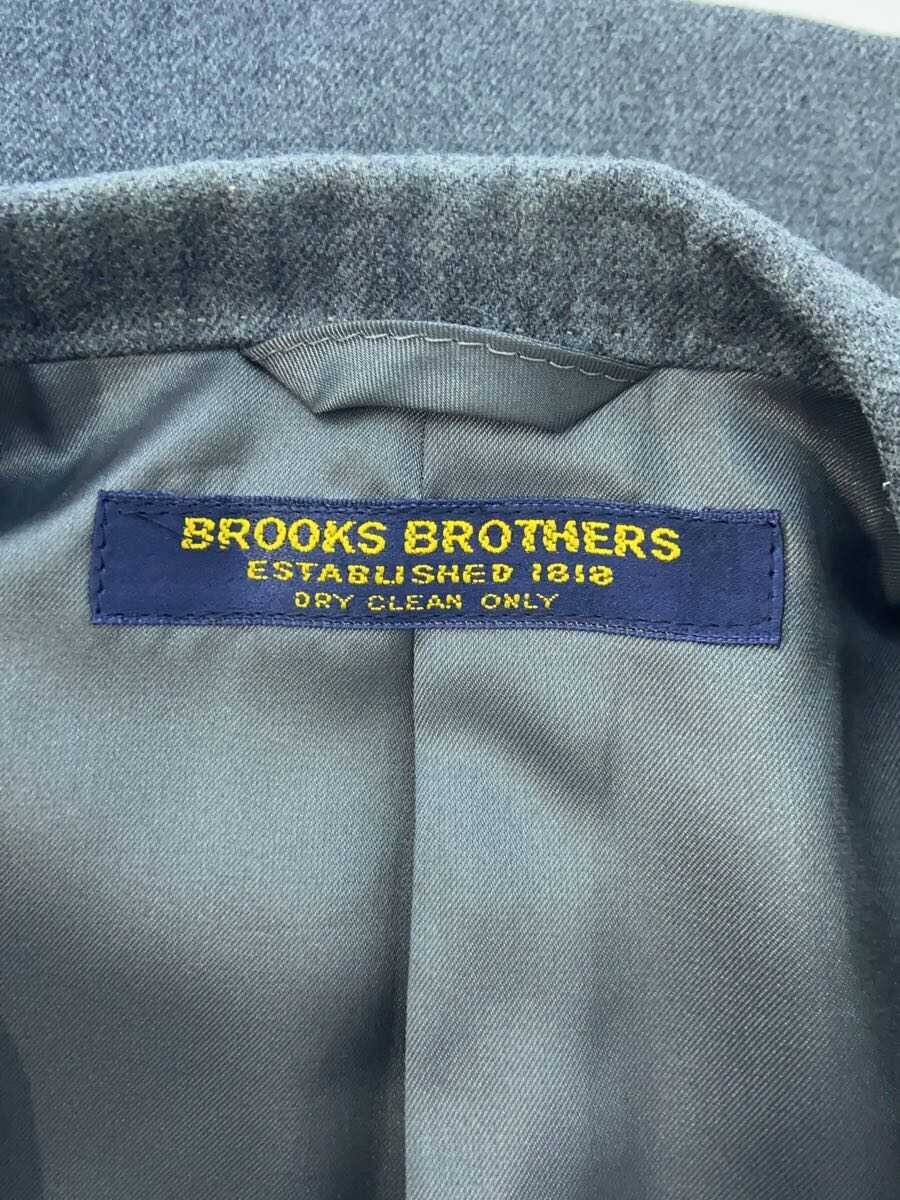 BROOKS BROTHERS
ESTABLISHED 1818
DRY CLEAN ONLY